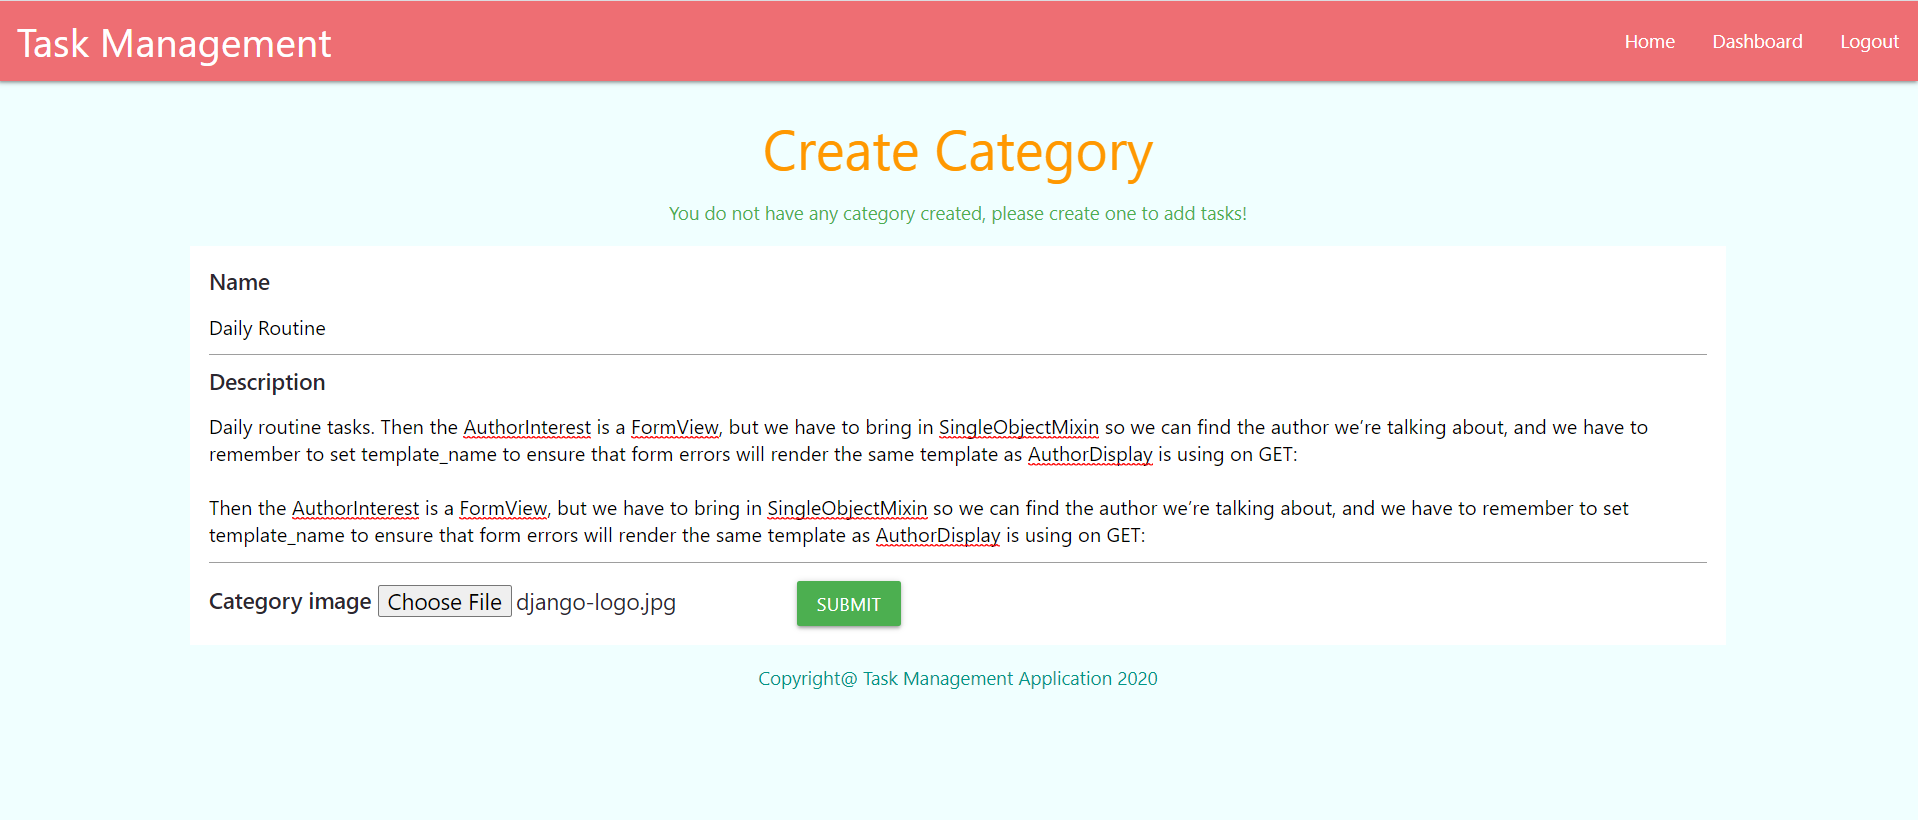 Task Management
Home Dashboard Logout
Create Category
You do not have any category created, please create one to add tasks!
Name
Daily Routine
Description
Daily routine tasks. Then the AuthorInterest is a FormView, but we have to bring in SingleObjectMixin so we can find the author we’re talking about, and we have to
remember to set template_name to ensure that form errors will render the same template as AuthorDisplay is using on GET:
Then the AuthorInterest is a FormView, but we have to bring in SingleObjectMixin so we can find the author we’re talking about, and we have to remember to set
template_name to ensure that form errors will render the same template as AuthorDisplay is using on GET:
Category image Choose File django-logo.jpg SUBMIT
Copyright@ Task Management Application 2020